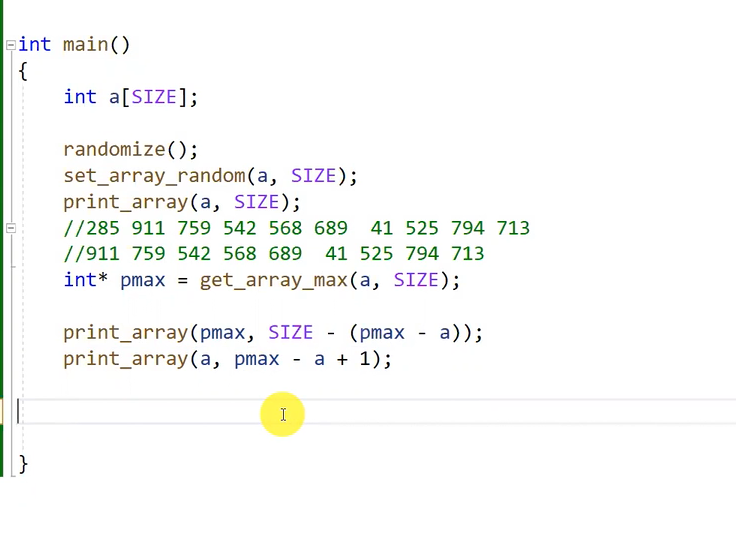 int main()
{
int a[SIZE];
randomize();
set_array_random(a, SIZE);
print_array(a, SIZE);
//285 911 759 542 568 689  41 525 794 713
//911 759 542 568 689  41 525 794 713
int* pmax = get_array_max(a, SIZE);
print_array(pmax, SIZE - (pmax - a));
print_array(a, pmax - a + 1);
}